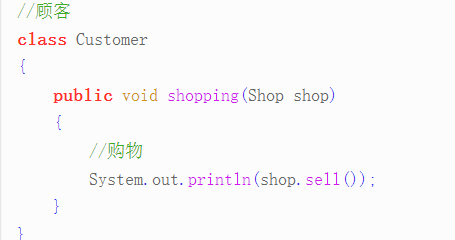 //顾客
class Customer
{
    public void shopping(Shop shop)
    {
        //购物
        System.out.println(shop.sell());
    }
}